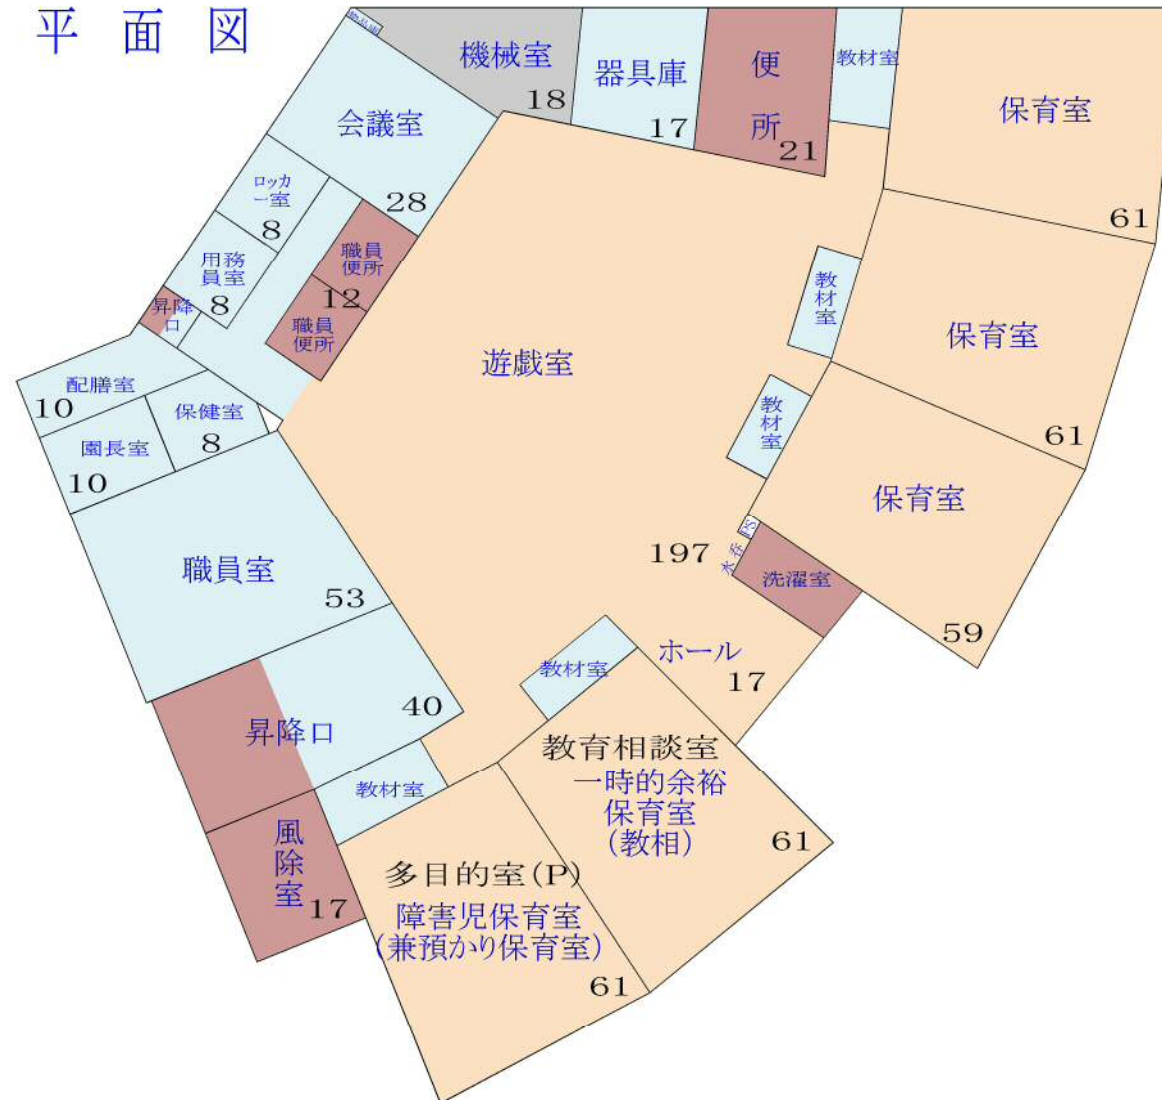 平面図
物品庫
機械室
18
器具庫
17
便所
21
教材室
保育室
61
会議室
28
ロッカ
ー室
8
用務
員室
8
職員
便所
12
職員
便所
昇降
口
教材室
保育室
61
遊戯室
197
教材室
保育室
59
配膳室
10
保健室
8
園長室
10
職員室
53
PS
水呑
洗濯室
ホール
17
教材室
昇降口
40
教材室
風除室
17
教育相談室
一時的余裕
保育室
(教相)
61
多目的室(P)
障害児保育室
(兼預かり保育室)
61